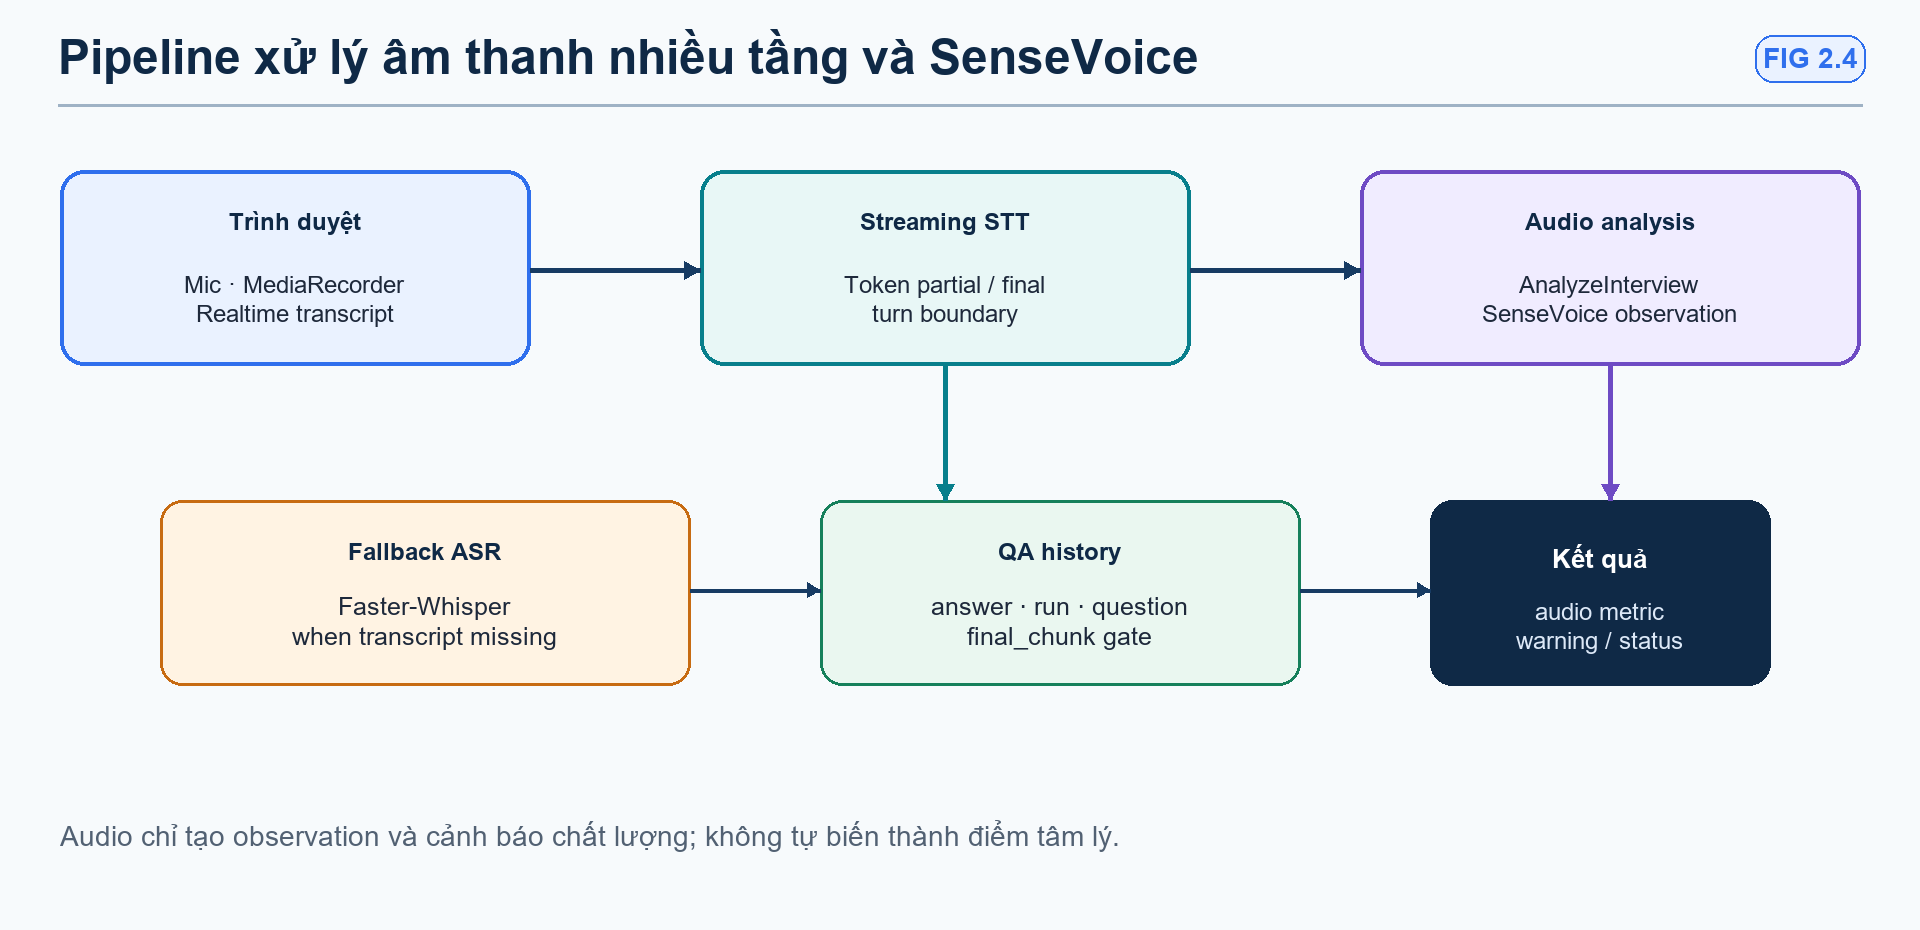 Pipeline xử lý âm thanh nhiều tầng và SenseVoice
FIG 2.4
Trình duyệt
Mic · MediaRecorder
Realtime transcript
Streaming STT
Token partial / final
turn boundary
Audio analysis
AnalyzeInterview
SenseVoice observation
Fallback ASR
Faster-Whisper
when transcript missing
QA history
answer · run · question
final_chunk gate
Kết quả
audio metric
warning / status
Audio chỉ tạo observation và cảnh báo chất lượng; không tự biến thành điểm tâm lý.